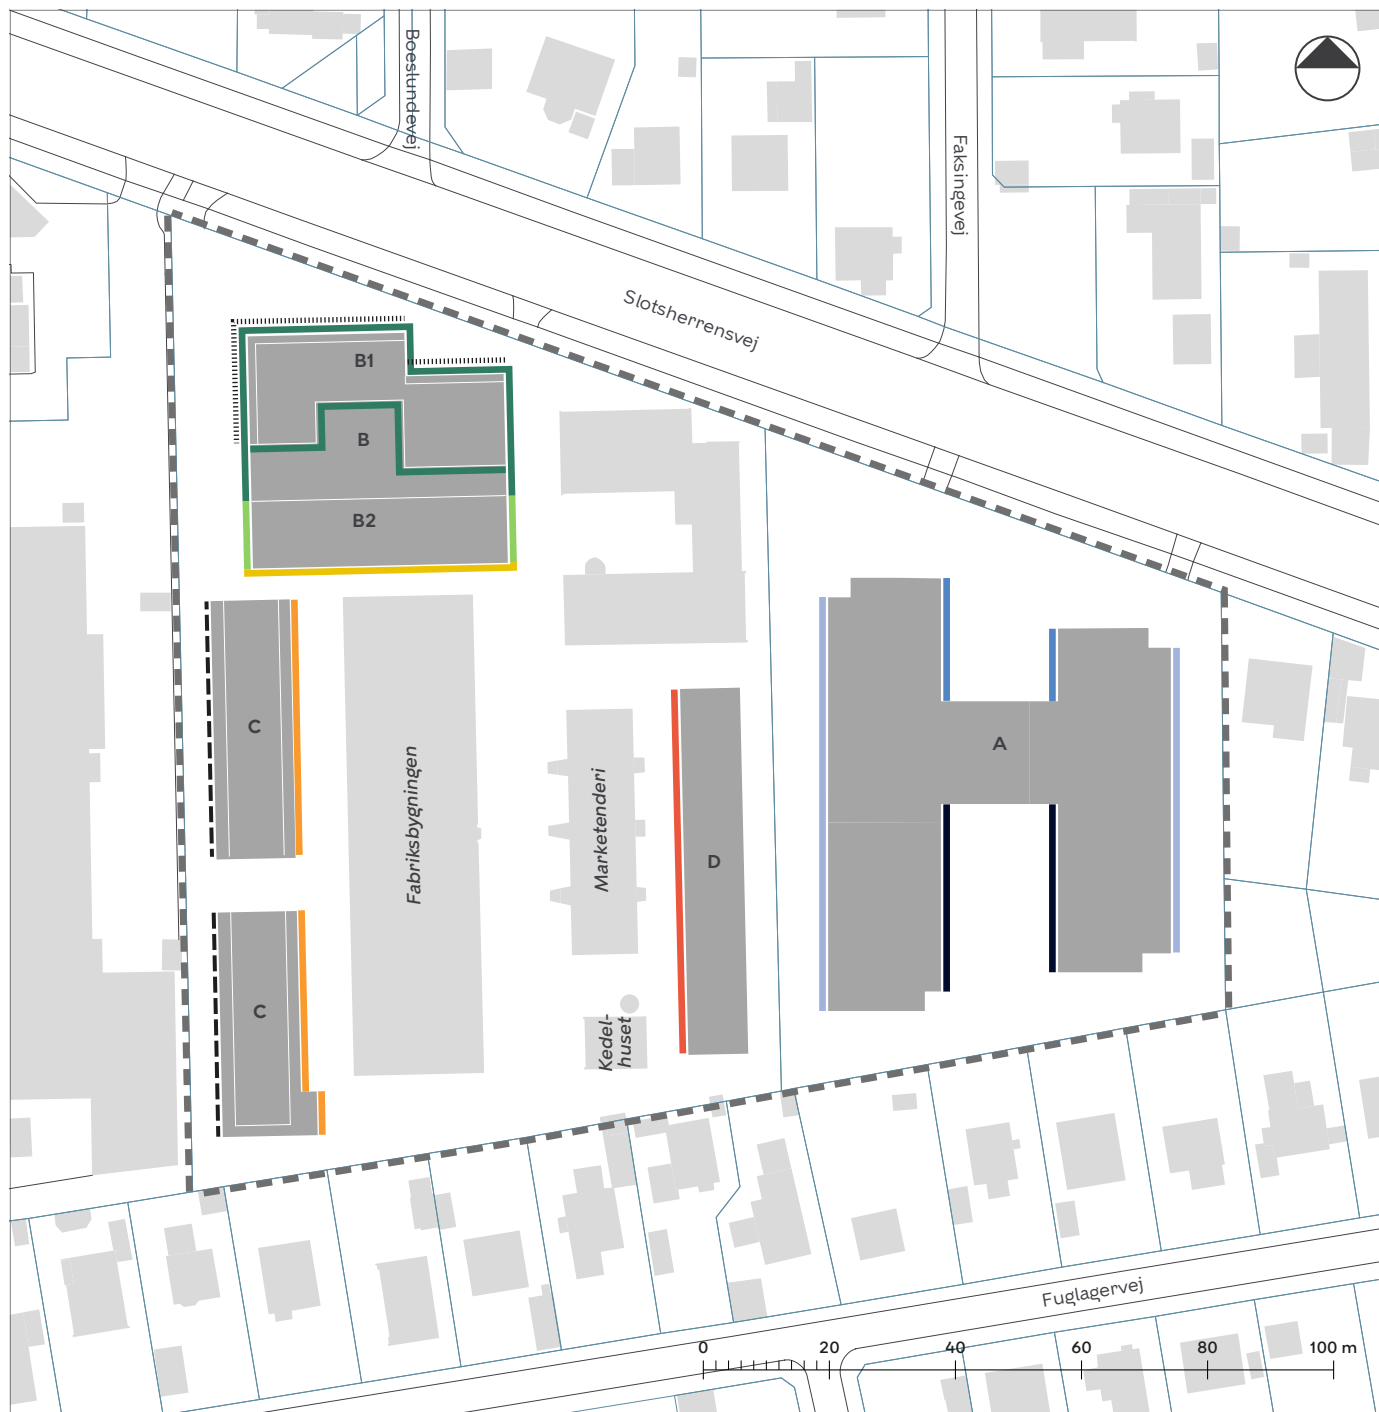 Boeslundevej
Faksingevej
Slotsherrensvej
B1
B
B2
C
A
Fabriksbygningen
Marketenderi
D
C
Kedel-
huset
Fuglagervej
0 20 40 60 80 100 m